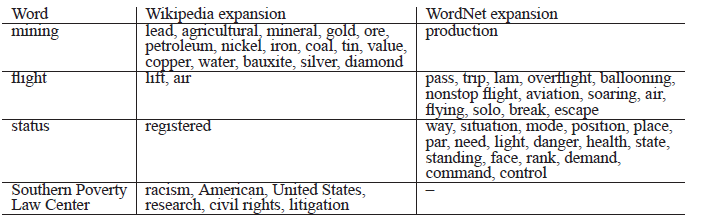 Word Wikipedia expansion WordNet expansion
mining lead, agricultural, mineral, gold, ore, production
petroleum, nickel, iron, coal, tin, value,
copper, water, bauxite, silver, diamond
flight lift, air pass, trip, lam, overflight, ballooning,
nonstop flight, aviation, soaring, air,
flying, solo, break, escape
status registered way, situation, mode, position, place,
par, need, light, danger, health, state,
standing, face, rank, demand,
command, control
Southern Poverty racism, American, United States, –
Law Center research, civil rights, litigation